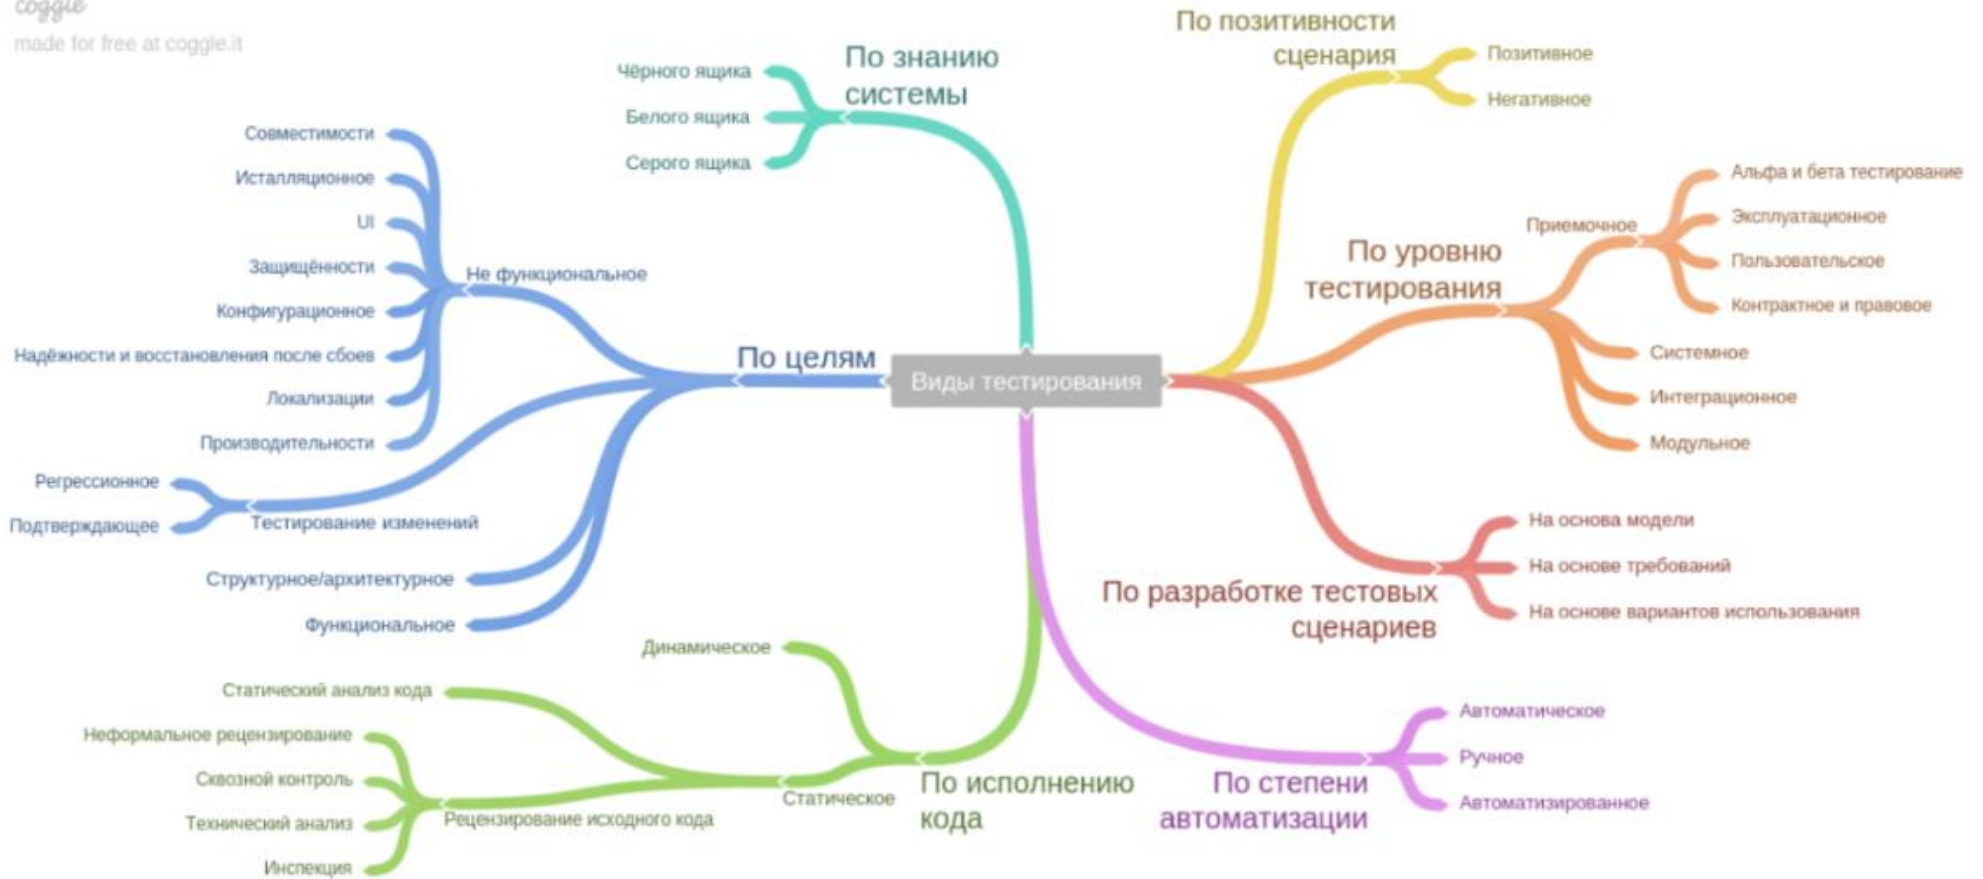 coggle
made for free at coggle.it
По знанию
системы
Чёрного ящика
Белого ящика
Серого ящика
По позитивности
сценария
Позитивное
Негативное
По уровню
тестирования
Приемочное
Альфа и бета тестирование
Эксплуатационное
Пользовательское
Контрактное и правовое
Системное
Интеграционное
Модульное
Виды тестирования
По целям
Не функциональное
Совместимости
Исталляционное
UI
Защищённости
Конфигурационное
Надёжности и восстановления после сбоев
Локализации
Производительности
Тестирование изменений
Регрессионное
Подтверждающее
Структурное/архитектурное
Функциональное
По разработке тестовых
сценариев
На основа модели
На основе требований
На основе вариантов использования
По исполнению
кода
Динамическое
Статическое
Статический анализ кода
Рецензирование исходного кода
Неформальное рецензирование
Сквозной контроль
Технический анализ
Инспекция
По степени
автоматизации
Автоматическое
Ручное
Автоматизированное